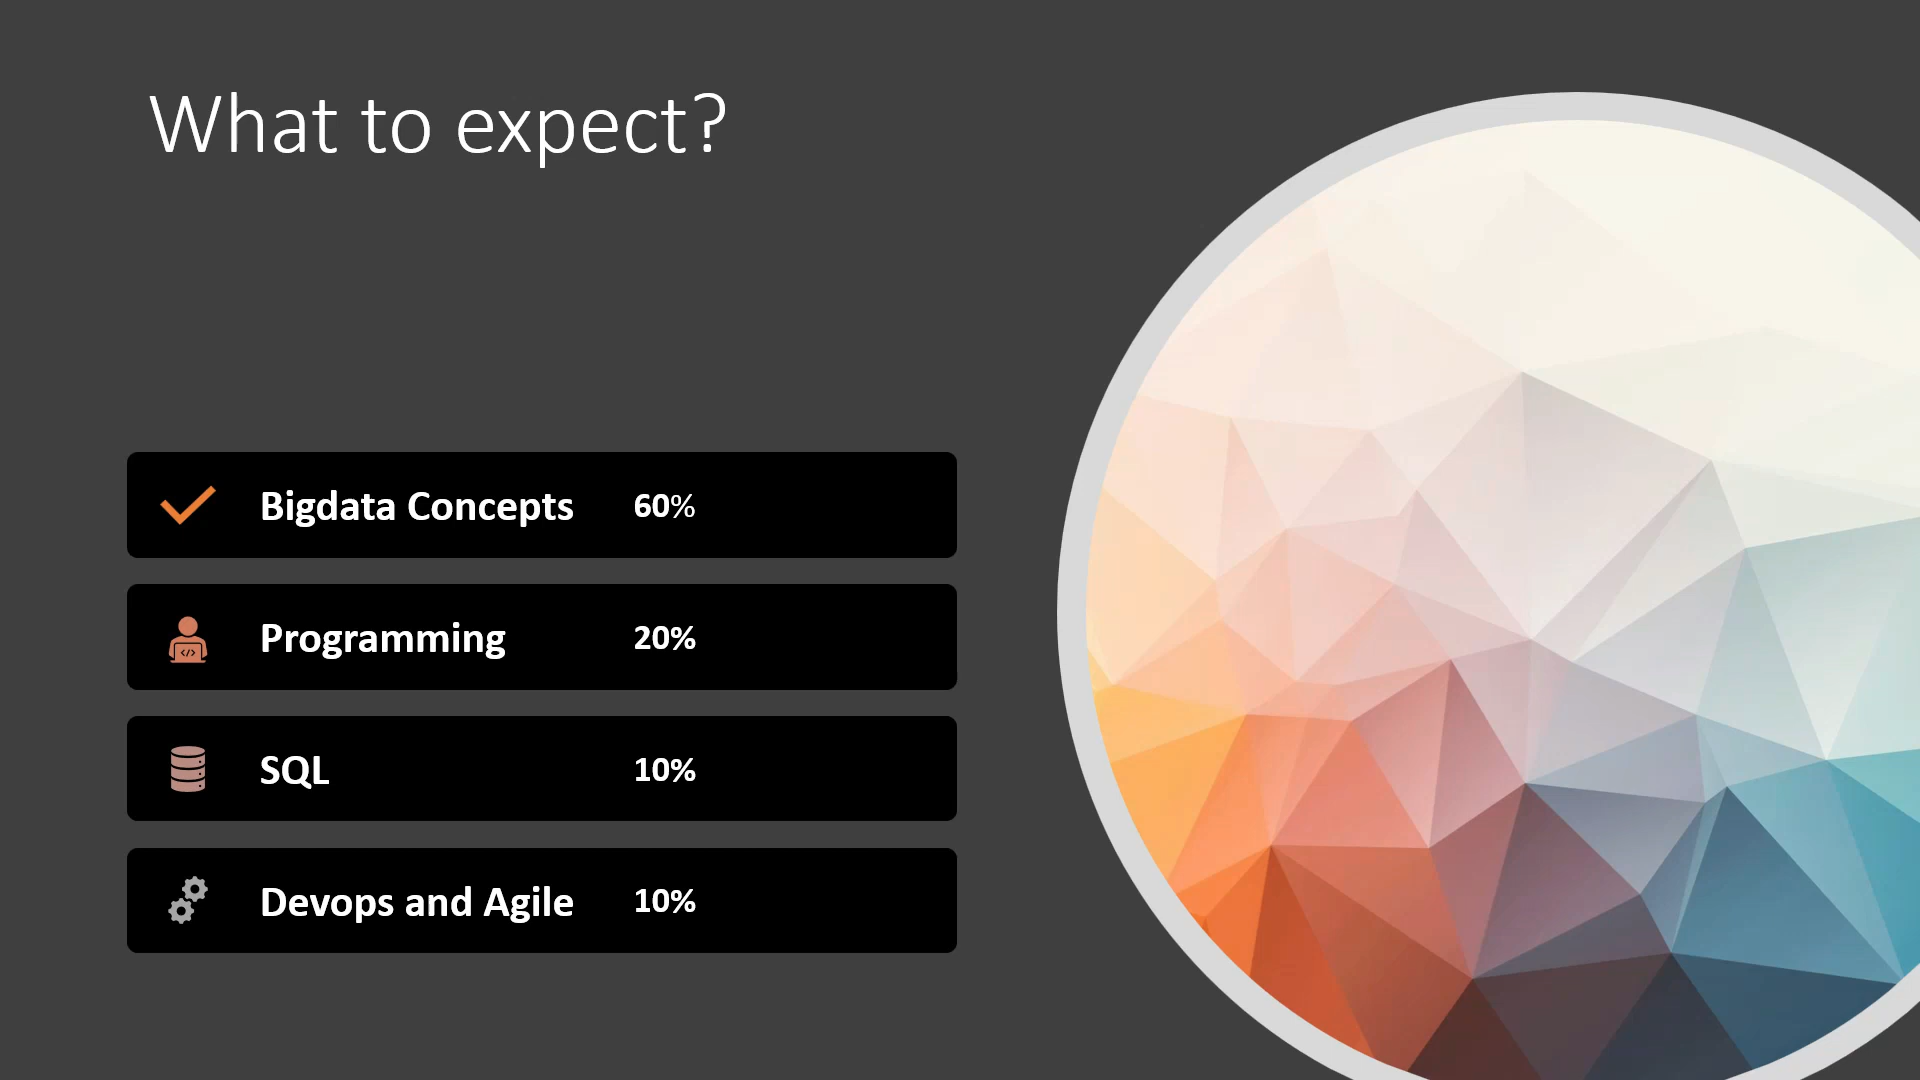 What to expect?
Bigdata Concepts 60%
Programming 20%
SQL 10%
Devops and Agile 10%